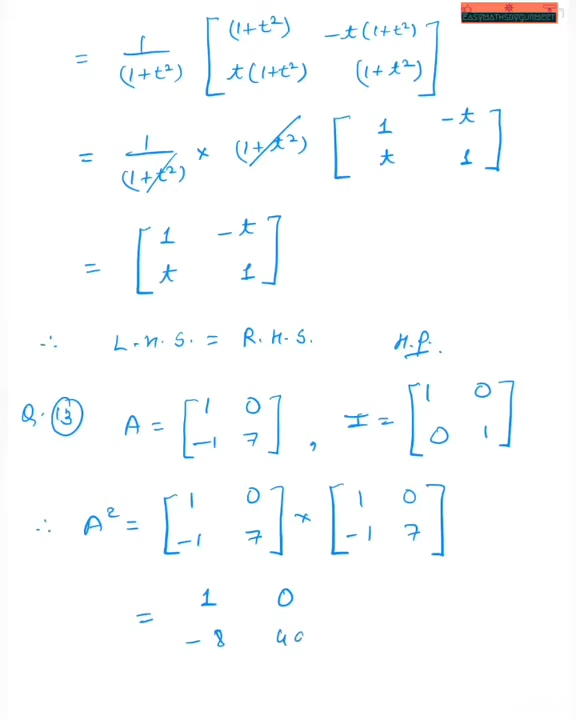 EASYMATHSBYGURMEET
= 1/(1+t²) [ (1+t²) -t(1+t²)
t(1+t²) (1+t²) ]
= 1/(1+t²) × (1+t²) [ 1 -t
t 1 ]
= [ 1 -t
t 1 ]
∴ L.H.S. = R.H.S. H.P.
Q. 13 A = [ 1 0
-1 7 ] , I = [ 1 0
0 1 ]
∴ A² = [ 1 0
-1 7 ] × [ 1 0
-1 7 ]
= 1 0
-8